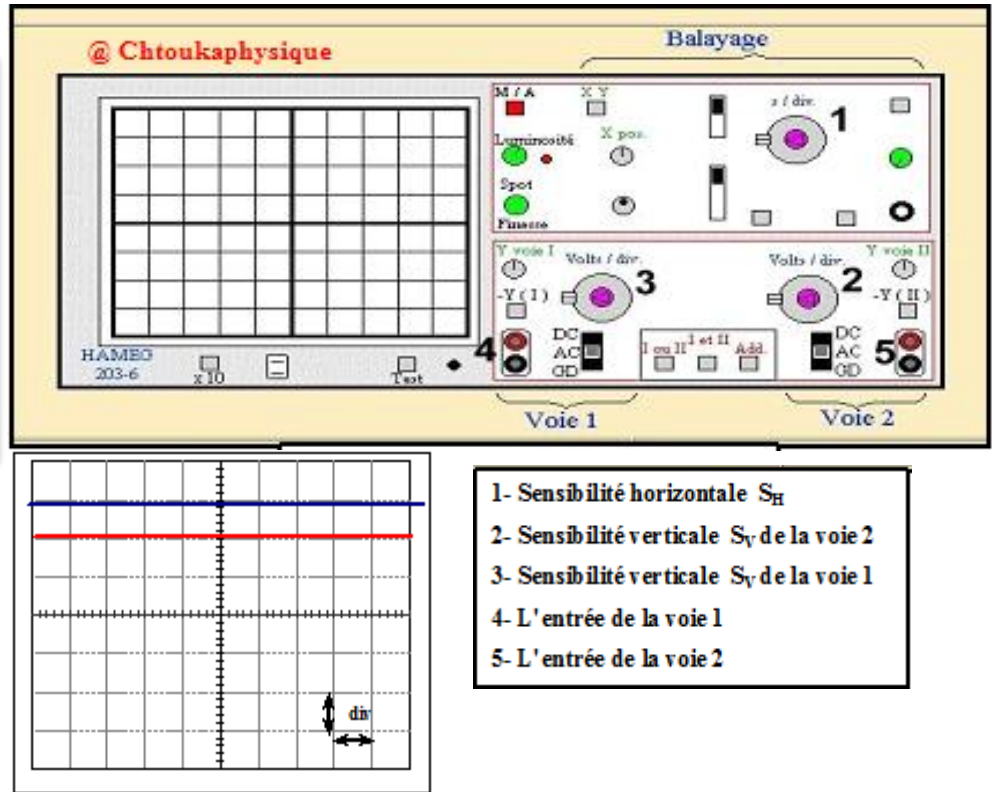 @ Chtoukaphysique
Balayage
M / A
X Y
s / div.
1
Luminosité
X pos.
Spot
Finesse
Y voie I
Volts / div.
3
Volts / div.
2
Y voie II
-Y ( I )
-Y ( II )
4
DC
AC
GD
I ou II
I et II
Add.
DC
AC
GD
5
HAMEG
203-6
x 10
Test
Voie 1
Voie 2
div
1- Sensibilité horizontale S_H
2- Sensibilité verticale S_V de la voie 2
3- Sensibilité verticale S_V de la voie 1
4- L'entrée de la voie 1
5- L'entrée de la voie 2